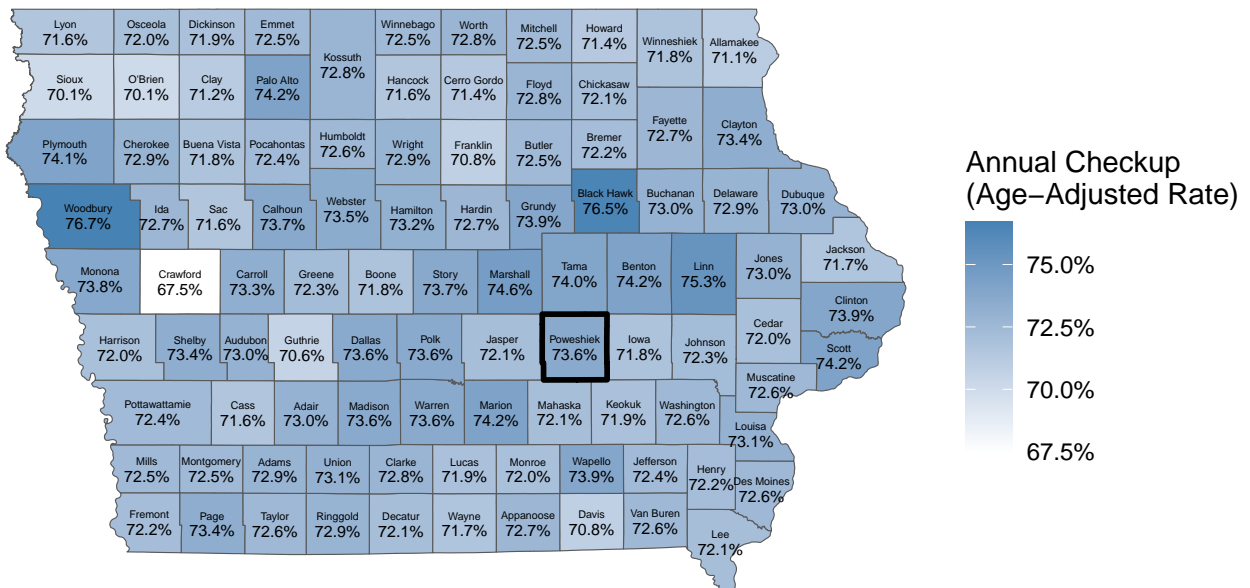 Lyon
71.6%
Osceola
72.0%
Dickinson
71.9%
Emmet
72.5%
Kossuth
72.8%
Winnebago
72.5%
Worth
72.8%
Mitchell
72.5%
Howard
71.4%
Winneshiek
71.8%
Allamakee
71.1%
Sioux
70.1%
O'Brien
70.1%
Clay
71.2%
Palo Alto
74.2%
Hancock
71.6%
Cerro Gordo
71.4%
Floyd
72.8%
Chickasaw
72.1%
Fayette
72.7%
Clayton
73.4%
Plymouth
74.1%
Cherokee
72.9%
Buena Vista
71.8%
Pocahontas
72.4%
Humboldt
72.6%
Wright
72.9%
Franklin
70.8%
Butler
72.5%
Bremer
72.2%
Woodbury
76.7%
Ida
72.7%
Sac
71.6%
Calhoun
73.7%
Webster
73.5%
Hamilton
73.2%
Hardin
72.7%
Grundy
73.9%
Black Hawk
76.5%
Buchanan
73.0%
Delaware
72.9%
Dubuque
73.0%
Monona
73.8%
Crawford
67.5%
Carroll
73.3%
Greene
72.3%
Boone
71.8%
Story
73.7%
Marshall
74.6%
Tama
74.0%
Benton
74.2%
Linn
75.3%
Jones
73.0%
Jackson
71.7%
Clinton
73.9%
Harrison
72.0%
Shelby
73.4%
Audubon
73.0%
Guthrie
70.6%
Dallas
73.6%
Polk
73.6%
Jasper
72.1%
Poweshiek
73.6%
Iowa
71.8%
Johnson
72.3%
Cedar
72.0%
Scott
74.2%
Muscatine
72.6%
Pottawattamie
72.4%
Cass
71.6%
Adair
73.0%
Madison
73.6%
Warren
73.6%
Marion
74.2%
Mahaska
72.1%
Keokuk
71.9%
Washington
72.6%
Louisa
73.1%
Mills
72.5%
Montgomery
72.5%
Adams
72.9%
Union
73.1%
Clarke
72.8%
Lucas
71.9%
Monroe
72.0%
Wapello
73.9%
Jefferson
72.4%
Henry
72.2%
Des Moines
72.6%
Fremont
72.2%
Page
73.4%
Taylor
72.6%
Ringgold
72.9%
Decatur
72.1%
Wayne
71.7%
Appanoose
72.7%
Davis
70.8%
Van Buren
72.6%
Lee
72.1%
Annual Checkup
(Age−Adjusted Rate)
75.0%
72.5%
70.0%
67.5%